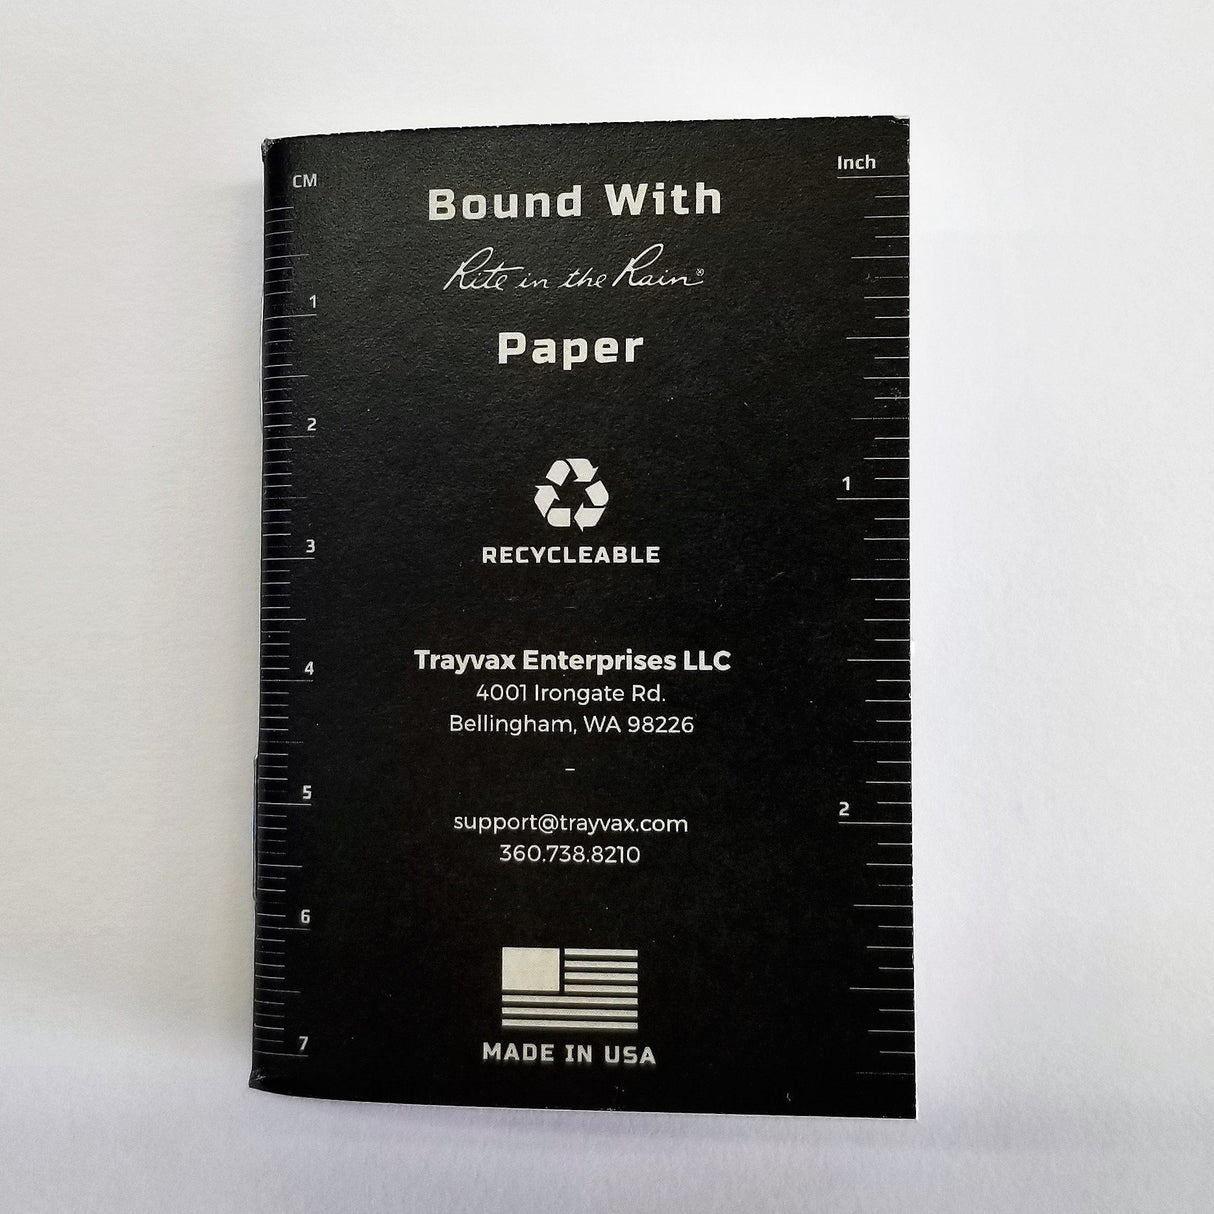 Bound With
Rite in the Rain®
Paper
RECYCLEABLE
Trayvax Enterprises LLC
4001 Irongate Rd.
Bellingham, WA 98226
–
support@trayvax.com
360.738.8210
MADE IN USA
CM
1
2
3
4
5
6
7
Inch
1
2